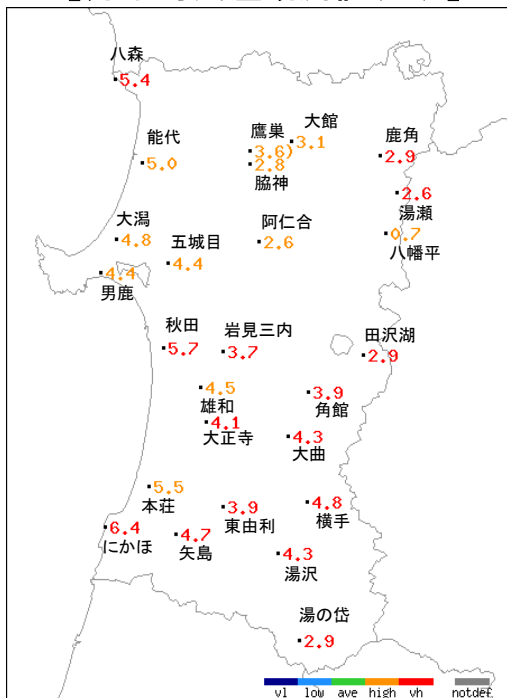 八森
5.4
大館
3.1
鷹巣
3.6)
2.8
脇神
鹿角
2.9
能代
5.0
2.6
湯瀬
大潟
4.8
五城目
4.4
阿仁合
2.6
0.7
八幡平
4.4
男鹿
秋田
5.7
岩見三内
3.7
田沢湖
2.9
4.5
雄和
3.9
角館
4.1
大正寺
4.3
大曲
5.5
本荘
3.9
東由利
4.8
横手
6.4
にかほ
4.7
矢島
4.3
湯沢
湯の岱
2.9
vl low ave high vh notdef